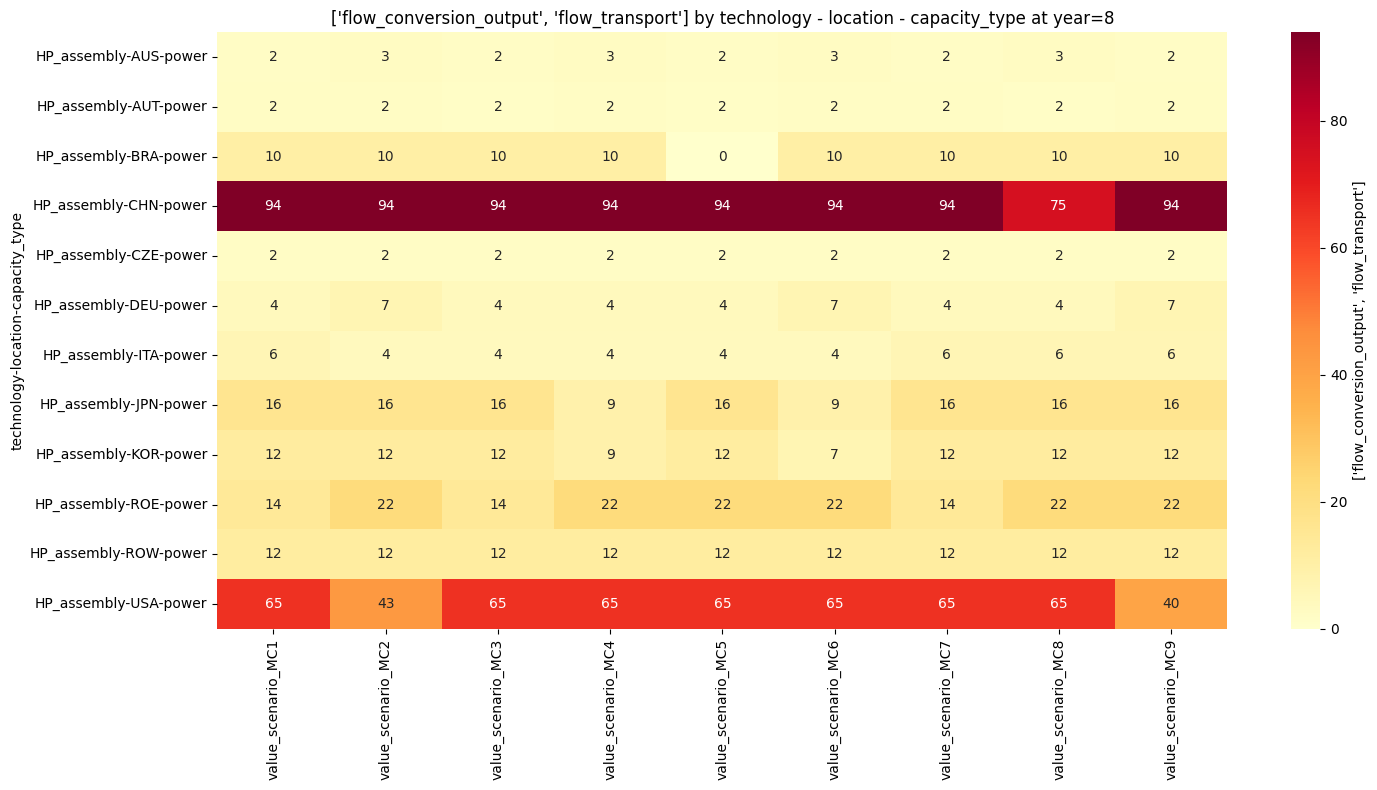 ['flow_conversion_output', 'flow_transport'] by technology - location - capacity_type at year=8
technology-location-capacity_type
HP_assembly-AUS-power 2 3 2 3 2 3 2 3 2
HP_assembly-AUT-power 2 2 2 2 2 2 2 2 2
HP_assembly-BRA-power 10 10 10 10 0 10 10 10 10
HP_assembly-CHN-power 94 94 94 94 94 94 94 75 94
HP_assembly-CZE-power 2 2 2 2 2 2 2 2 2
HP_assembly-DEU-power 4 7 4 4 4 7 4 4 7
HP_assembly-ITA-power 6 4 4 4 4 4 6 6 6
HP_assembly-JPN-power 16 16 16 9 16 9 16 16 16
HP_assembly-KOR-power 12 12 12 9 12 7 12 12 12
HP_assembly-ROE-power 14 22 14 22 22 22 14 22 22
HP_assembly-ROW-power 12 12 12 12 12 12 12 12 12
HP_assembly-USA-power 65 43 65 65 65 65 65 65 40
value_scenario_MC1
value_scenario_MC2
value_scenario_MC3
value_scenario_MC4
value_scenario_MC5
value_scenario_MC6
value_scenario_MC7
value_scenario_MC8
value_scenario_MC9
80
60
40
20
0
['flow_conversion_output', 'flow_transport']